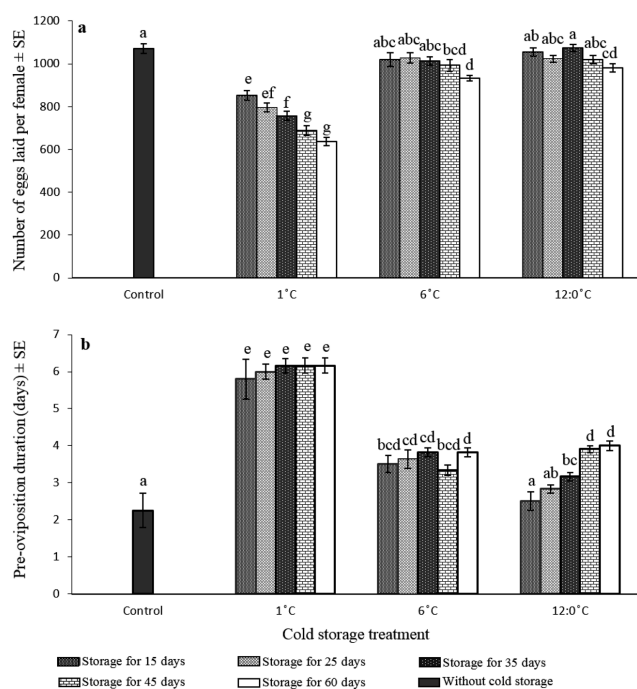 a
Number of eggs laid per female ± SE
1200
1000
800
600
400
200
0
a
e
ef
f
g
g
abc
abc
abc
bcd
d
ab
abc
a
abc
cd
Control
1˚C
6˚C
12:0˚C
b
Pre-oviposition duration (days) ± SE
7
6
5
4
3
2
1
0
a
e
e
e
e
e
bcd
cd
cd
bcd
d
a
ab
bc
d
d
Control
1˚C
6˚C
12:0˚C
Cold storage treatment
Storage for 15 days
Storage for 25 days
Storage for 35 days
Storage for 45 days
Storage for 60 days
Without cold storage